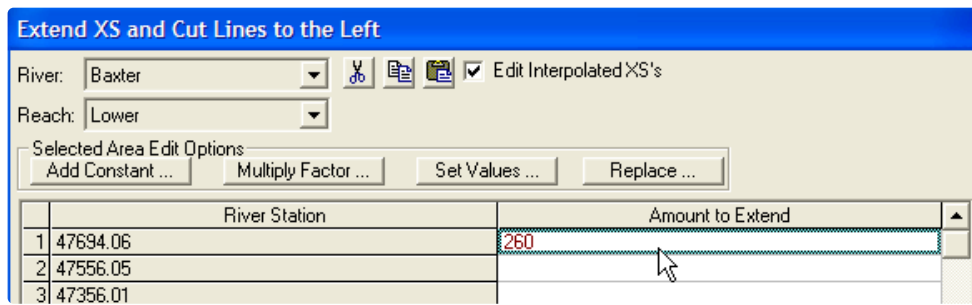 Extend XS and Cut Lines to the Left
River: Baxter Edit Interpolated XS's
Reach: Lower
Selected Area Edit Options
Add Constant ... Multiply Factor ... Set Values ... Replace ...
River Station Amount to Extend
1 47694.06 260
2 47556.05
3 47356.01